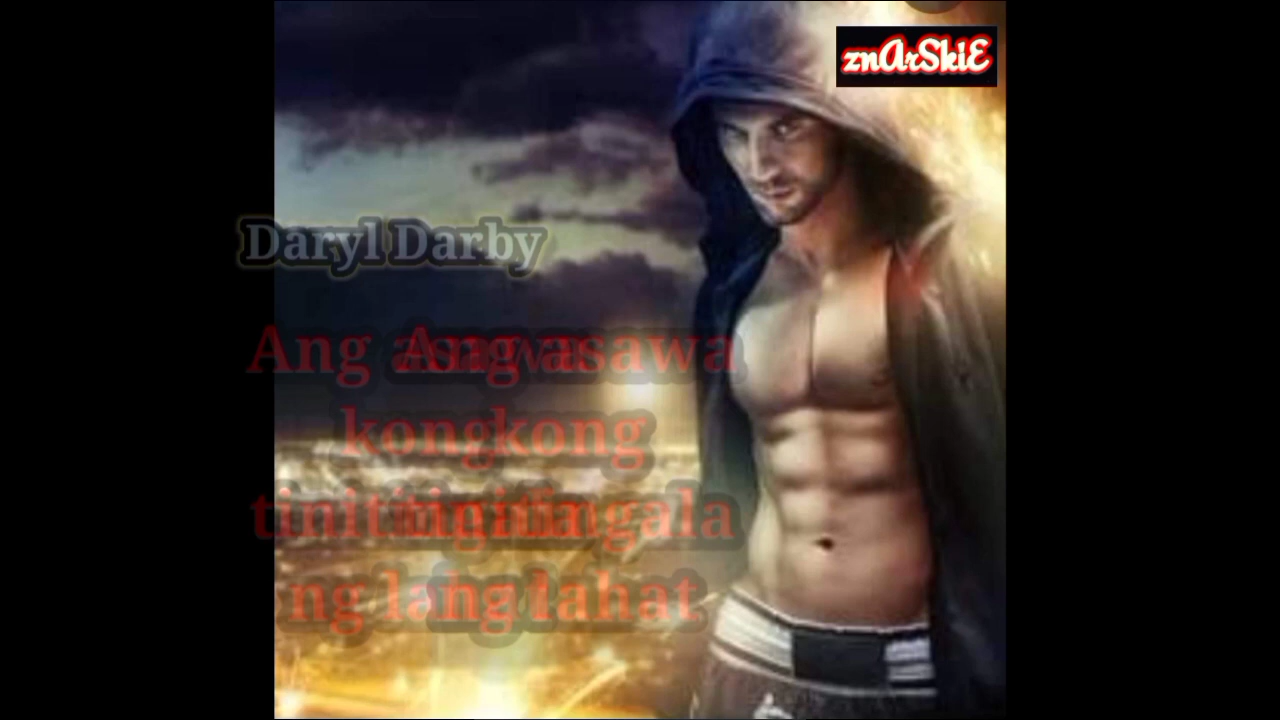 znArSkiE
Daryl Darby
Ang asawa
kong
tinitingala
ng lahat